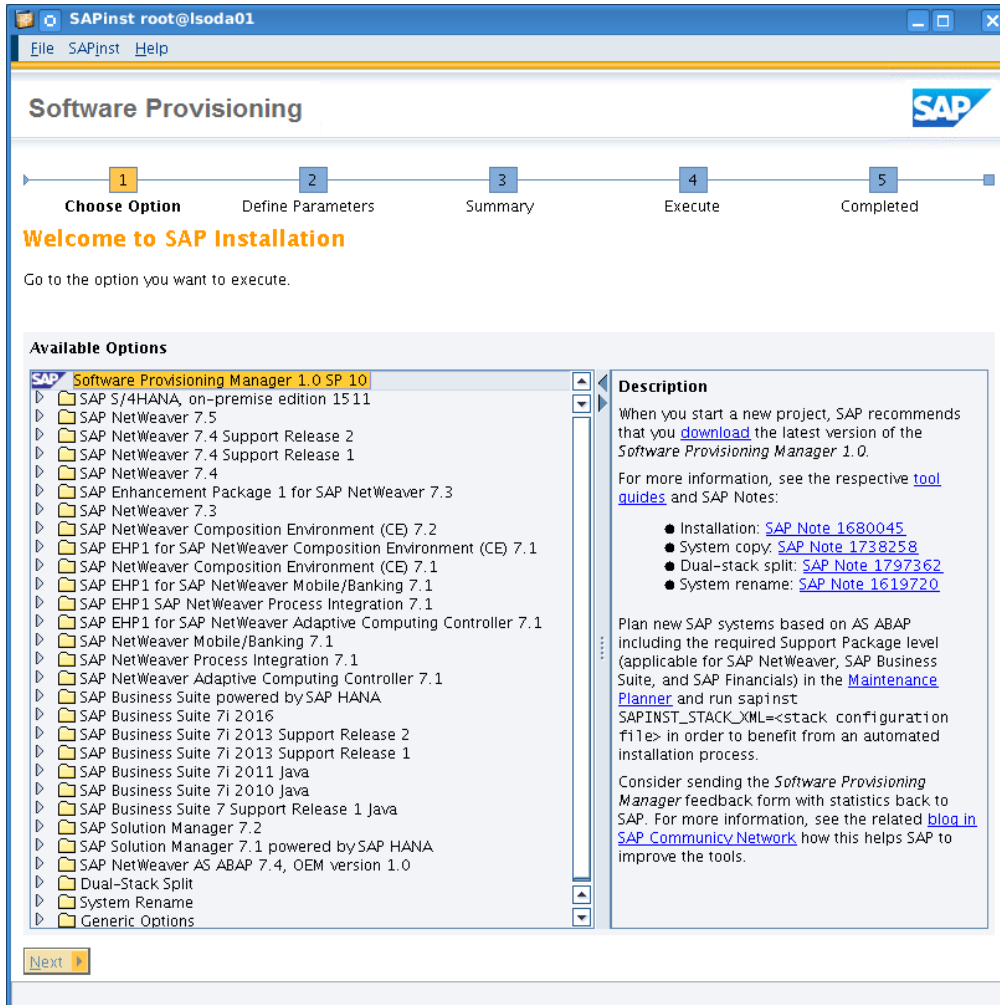 SAPinst root@lsoda01
File SAPinst Help
Software Provisioning
SAP
1 2 3 4 5
Choose Option Define Parameters Summary Execute Completed
Welcome to SAP Installation
Go to the option you want to execute.
Available Options
SAP Software Provisioning Manager 1.0 SP 10
SAP S/4HANA, on-premise edition 1511
SAP NetWeaver 7.5
SAP NetWeaver 7.4 Support Release 2
SAP NetWeaver 7.4 Support Release 1
SAP NetWeaver 7.4
SAP Enhancement Package 1 for SAP NetWeaver 7.3
SAP NetWeaver 7.3
SAP NetWeaver Composition Environment (CE) 7.2
SAP EHP1 for SAP NetWeaver Composition Environment (CE) 7.1
SAP NetWeaver Composition Environment (CE) 7.1
SAP EHP1 for SAP NetWeaver Mobile/Banking 7.1
SAP EHP1 SAP NetWeaver Process Integration 7.1
SAP EHP1 for SAP NetWeaver Adaptive Computing Controller 7.1
SAP NetWeaver Mobile/Banking 7.1
SAP NetWeaver Process Integration 7.1
SAP NetWeaver Adaptive Computing Controller 7.1
SAP Business Suite powered by SAP HANA
SAP Business Suite 7i 2016
SAP Business Suite 7i 2013 Support Release 2
SAP Business Suite 7i 2013 Support Release 1
SAP Business Suite 7i 2011 Java
SAP Business Suite 7i 2010 Java
SAP Business Suite 7 Support Release 1 Java
SAP Solution Manager 7.2
SAP Solution Manager 7.1 powered by SAP HANA
SAP NetWeaver AS ABAP 7.4, OEM version 1.0
Dual-Stack Split
System Rename
Generic Options
Description
When you start a new project, SAP recommends
that you download the latest version of the
Software Provisioning Manager 1.0.
For more information, see the respective tool
guides and SAP Notes:
● Installation: SAP Note 1680045
● System copy: SAP Note 1738258
● Dual-stack split: SAP Note 1797362
● System rename: SAP Note 1619720
Plan new SAP systems based on AS ABAP
including the required Support Package level
(applicable for SAP NetWeaver, SAP Business
Suite, and SAP Financials) in the Maintenance
Planner and run sapinst
SAPINST_STACK_XML=<stack configuration
file> in order to benefit from an automated
installation process.
Consider sending the Software Provisioning
Manager feedback form with statistics back to
SAP. For more information, see the related blog in
SAP Community Network how this helps SAP to
improve the tools.
Next